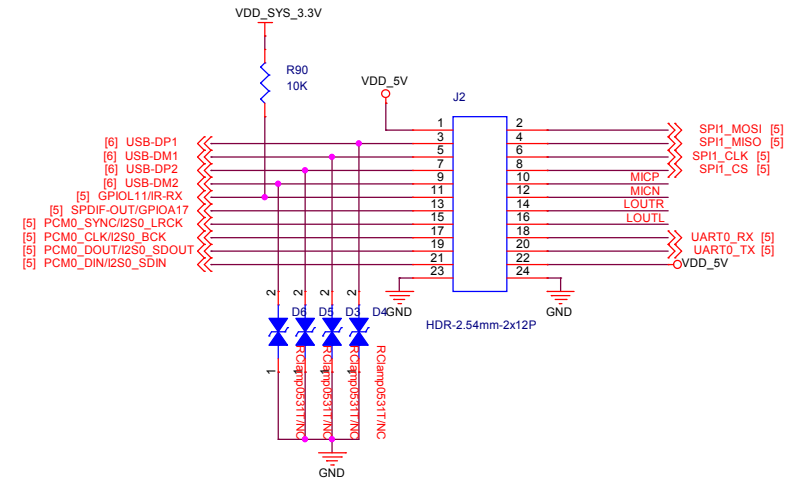 VDD_SYS_3.3V
R90
10K
VDD_5V
J2
1 2
3 4
5 6
7 8
9 10
11 12
13 14
15 16
17 18
19 20
21 22
23 24
[6] USB-DP1
[6] USB-DM1
[6] USB-DP2
[6] USB-DM2
[5] GPIOL11/IR-RX
[5] SPDIF-OUT/GPIOA17
[5] PCM0_SYNC/I2S0_LRCK
[5] PCM0_CLK/I2S0_BCK
[5] PCM0_DOUT/I2S0_SDOUT
[5] PCM0_DIN/I2S0_SDIN
SPI1_MOSI [5]
SPI1_MISO [5]
SPI1_CLK [5]
SPI1_CS [5]
MICP
MICN
LOUTR
LOUTL
UART0_RX [5]
UART0_TX [5]
VDD_5V
GND
GND
HDR-2.54mm-2x12P
2 2 2 2
D6 D5 D3 D4
1 1 1 1
RClamp0531T/NC
RClamp0531T/NC
RClamp0531T/NC
RClamp0531T/NC
GND